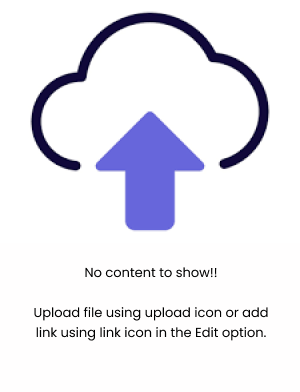 No content to show!!
Upload file using upload icon or add
link using link icon in the Edit option.